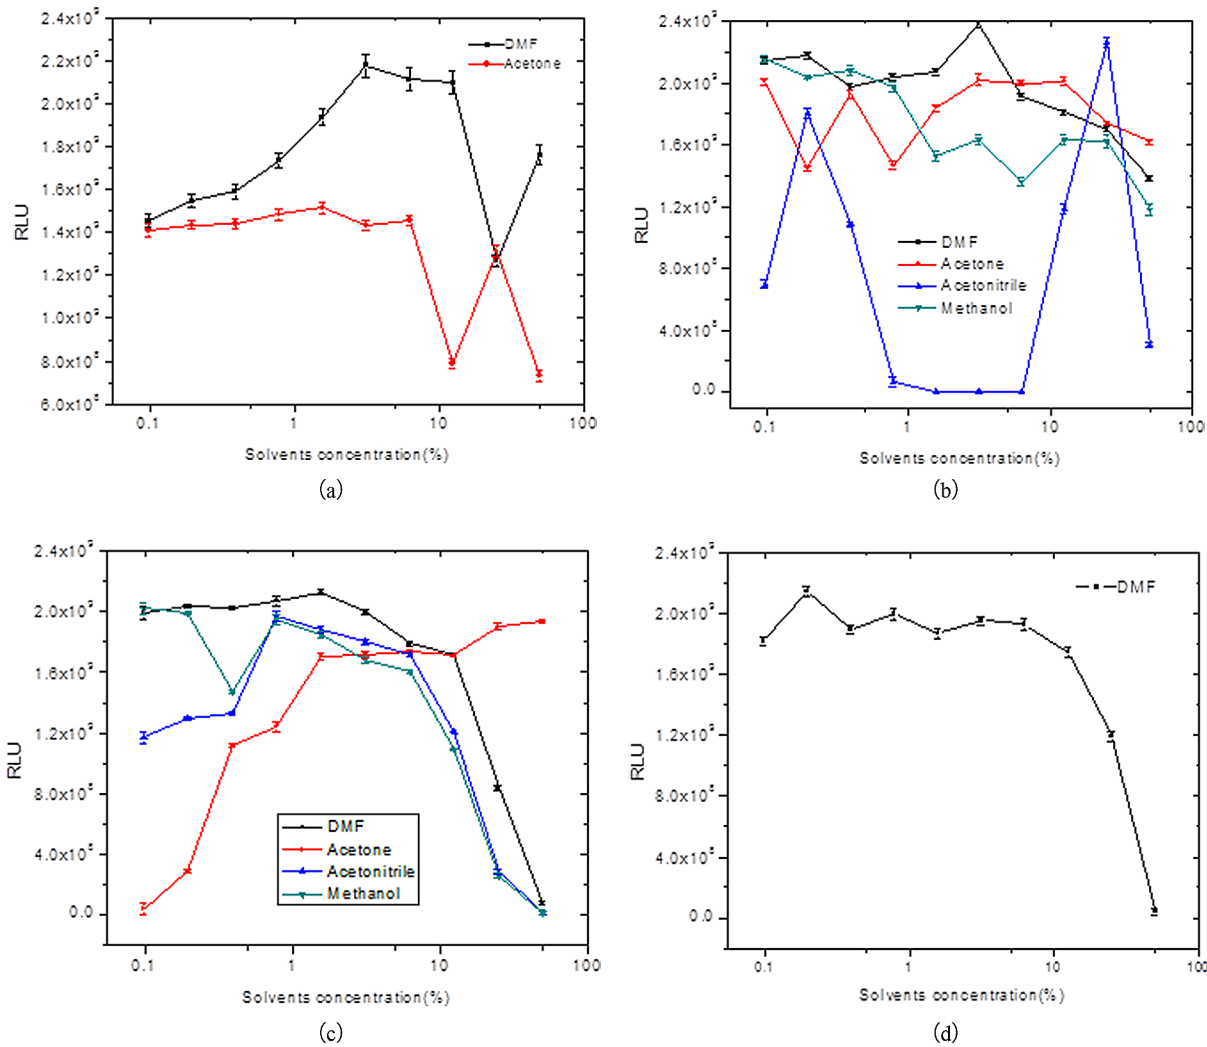 2.4x10⁵
2.2x10⁵
2.0x10⁵
1.8x10⁵
1.6x10⁵
1.4x10⁵
1.2x10⁵
1.0x10⁵
8.0x10⁴
6.0x10⁴
RLU
DMF
Acetone
0.1 1 10 100
Solvents concentration(%)
(a)
2.4x10⁵
2.0x10⁵
1.6x10⁵
1.2x10⁵
8.0x10⁴
4.0x10⁴
0.0
RLU
DMF
Acetone
Acetonitrile
Methanol
0.1 1 10 100
Solvents concentration(%)
(b)
2.4x10⁵
2.0x10⁵
1.6x10⁵
1.2x10⁵
8.0x10⁴
4.0x10⁴
0.0
RLU
DMF
Acetone
Acetonitrile
Methanol
0.1 1 10 100
Solvents concentration(%)
(c)
2.4x10⁵
2.0x10⁵
1.6x10⁵
1.2x10⁵
8.0x10⁴
4.0x10⁴
0.0
RLU
DMF
0.1 1 10 100
Solvents concentration(%)
(d)